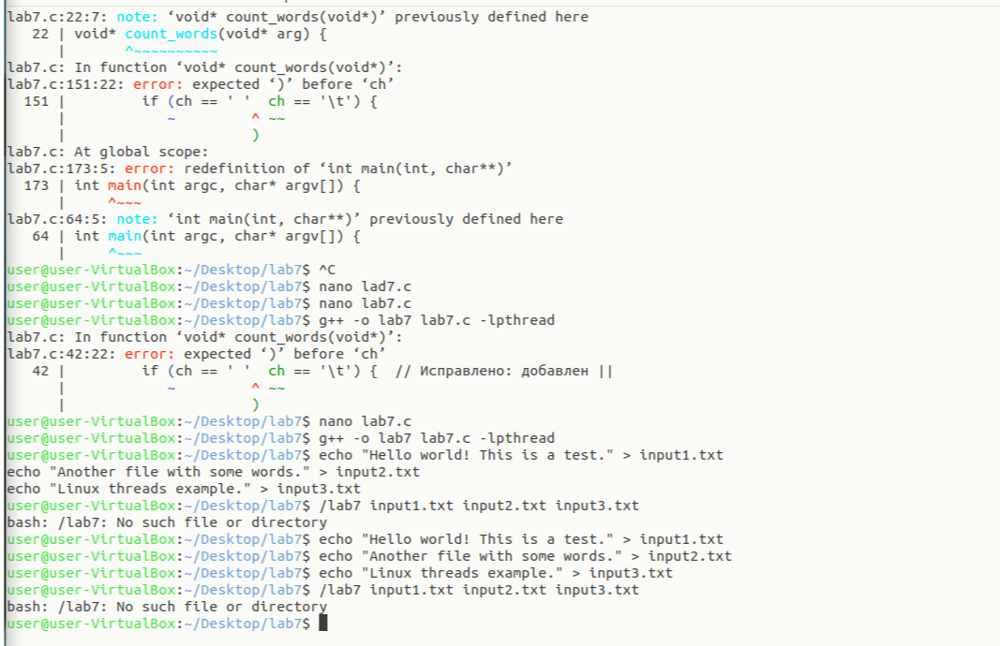 lab7.c:22:7: note: ‘void* count_words(void*)’ previously defined here
   22 | void* count_words(void* arg) {
      |       ^~~~~~~~~~~
lab7.c: In function ‘void* count_words(void*)’:
lab7.c:151:22: error: expected ‘)’ before ‘ch’
  151 |         if (ch == ' '  ch == '\t') {
      |            ~         ^ ~~
      |                      )
lab7.c: At global scope:
lab7.c:173:5: error: redefinition of ‘int main(int, char**)’
  173 | int main(int argc, char* argv[]) {
      |     ^~~~
lab7.c:64:5: note: ‘int main(int, char**)’ previously defined here
   64 | int main(int argc, char* argv[]) {
      |     ^~~~
user@user-VirtualBox:~/Desktop/lab7$ ^C
user@user-VirtualBox:~/Desktop/lab7$ nano lad7.c
user@user-VirtualBox:~/Desktop/lab7$ nano lab7.c
user@user-VirtualBox:~/Desktop/lab7$ g++ -o lab7 lab7.c -lpthread
lab7.c: In function ‘void* count_words(void*)’:
lab7.c:42:22: error: expected ‘)’ before ‘ch’
   42 |         if (ch == ' '  ch == '\t') {  // Исправлено: добавлен ||
      |            ~         ^ ~~
      |                      )
user@user-VirtualBox:~/Desktop/lab7$ nano lab7.c
user@user-VirtualBox:~/Desktop/lab7$ g++ -o lab7 lab7.c -lpthread
user@user-VirtualBox:~/Desktop/lab7$ echo "Hello world! This is a test." > input1.txt
echo "Another file with some words." > input2.txt
echo "Linux threads example." > input3.txt
user@user-VirtualBox:~/Desktop/lab7$ /lab7 input1.txt input2.txt input3.txt
bash: /lab7: No such file or directory
user@user-VirtualBox:~/Desktop/lab7$ echo "Hello world! This is a test." > input1.txt
user@user-VirtualBox:~/Desktop/lab7$ echo "Another file with some words." > input2.txt
user@user-VirtualBox:~/Desktop/lab7$ echo "Linux threads example." > input3.txt
user@user-VirtualBox:~/Desktop/lab7$ /lab7 input1.txt input2.txt input3.txt
bash: /lab7: No such file or directory
user@user-VirtualBox:~/Desktop/lab7$